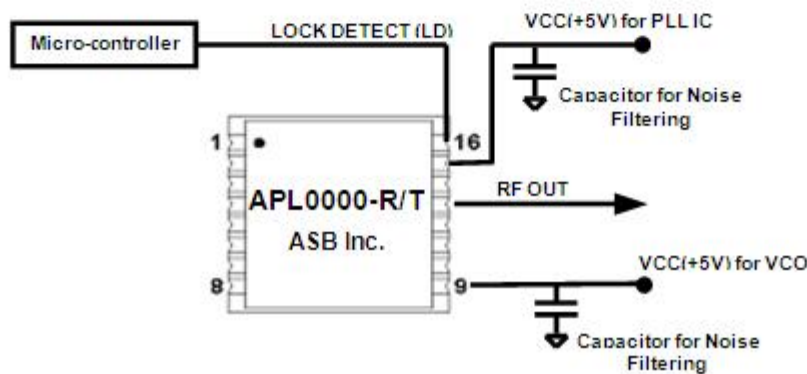 VCC(+5V) for PLL IC
LOCK DETECT (LD)
Micro-controller
Capacitor for Noise
Filtering
1
16
APL0000-R/T
RF OUT
ASB Inc.
VCC(+5V) for VCO
8
9
Capacitor for Noise
Filtering